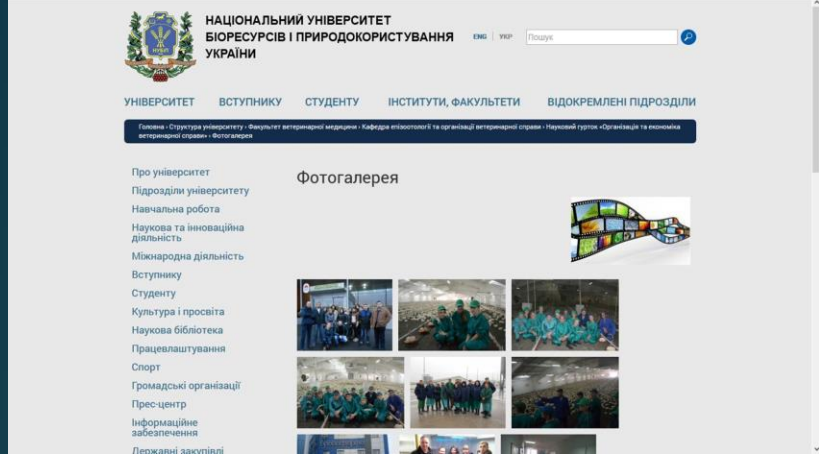 НАЦІОНАЛЬНИЙ УНІВЕРСИТЕТ
БІОРЕСУРСІВ І ПРИРОДОКОРИСТУВАННЯ
УКРАЇНИ
ENG | УКР
Пошук
УНІВЕРСИТЕТ ВСТУПНИКУ СТУДЕНТУ ІНСТИТУТИ, ФАКУЛЬТЕТИ ВІДОКРЕМЛЕНІ ПІДРОЗДІЛИ
Головна › Структура університету › Факультет ветеринарної медицини › Кафедра епізоотології та організації ветеринарної справи › Науковий гурток «Організація та економіка
ветеринарної справи» › Фотогалерея
Про університет
Підрозділи університету
Навчальна робота
Наукова та інноваційна
діяльність
Міжнародна діяльність
Вступнику
Студенту
Культура і просвіта
Наукова бібліотека
Працевлаштування
Спорт
Громадські організації
Прес-центр
Інформаційне
забезпечення
Державні закупівлі
Фотогалерея